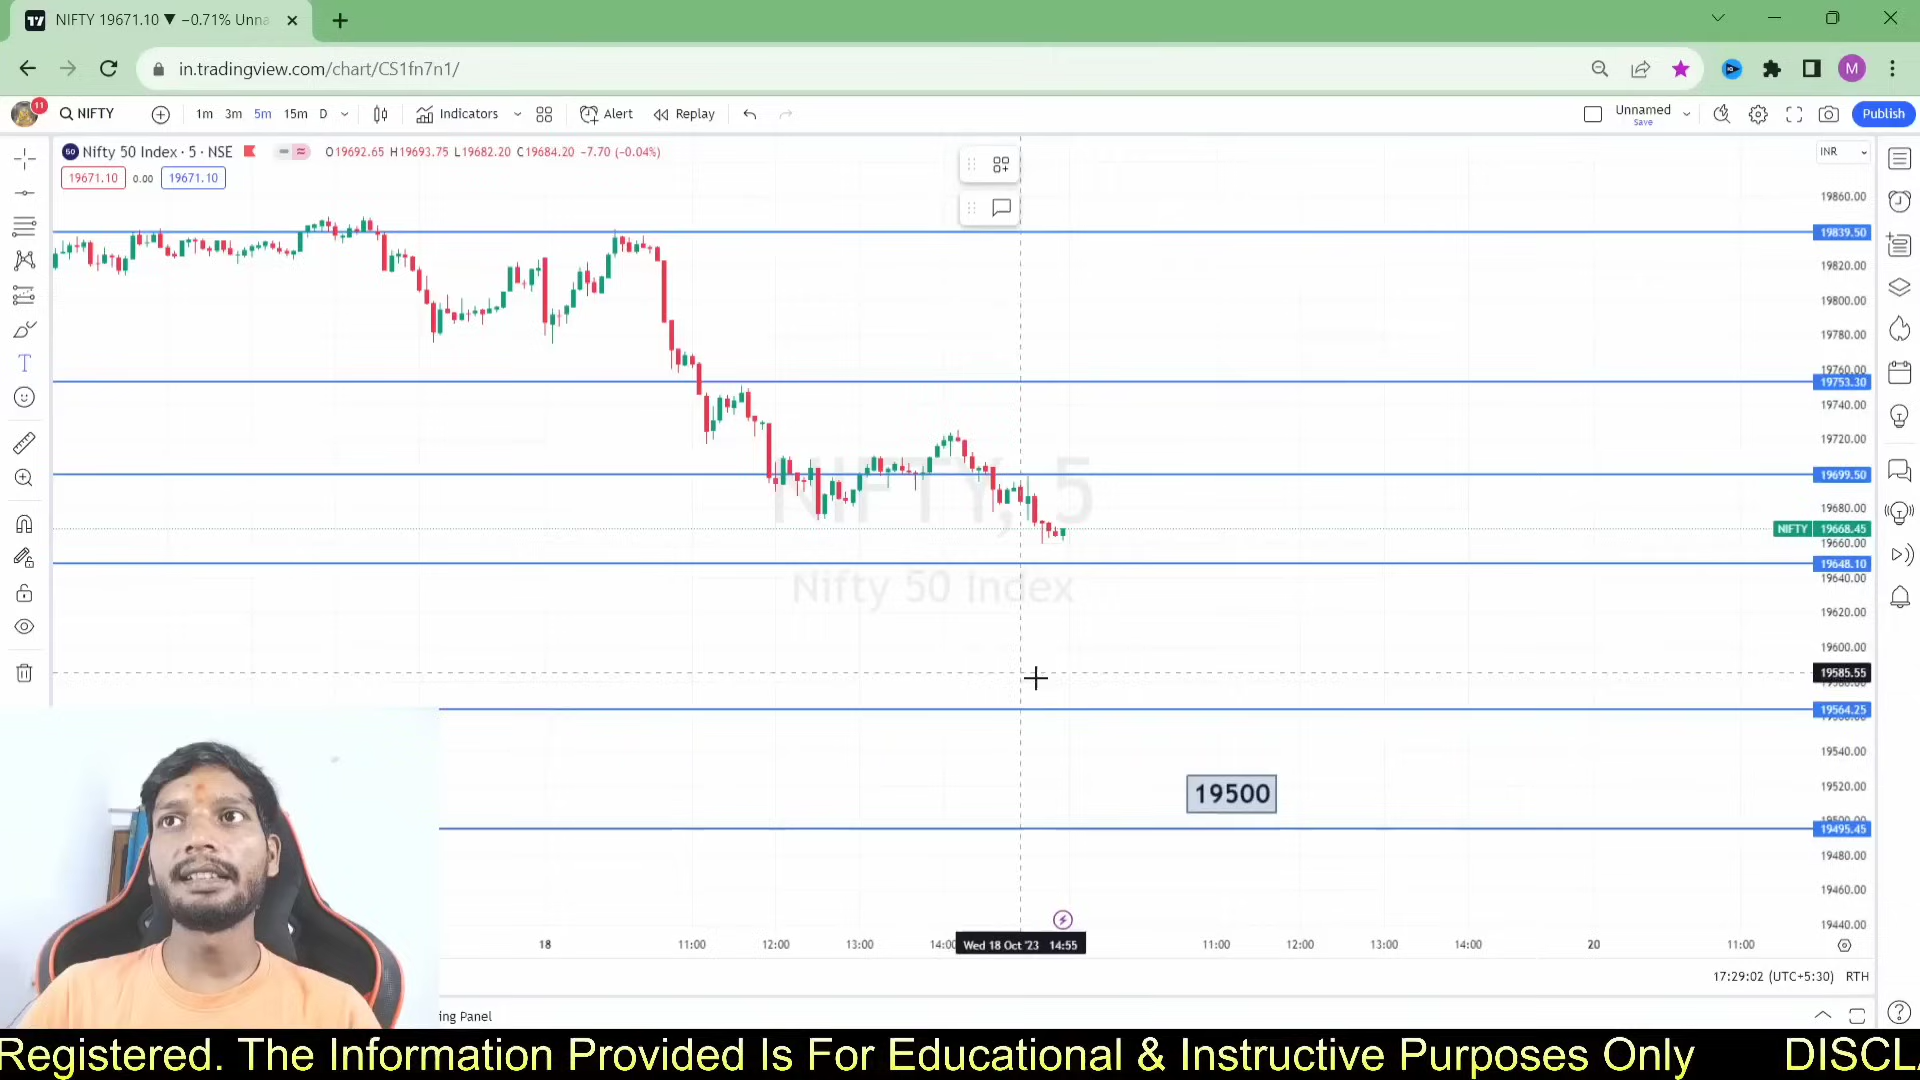 NIFTY 19671.10 ▼ −0.71% Unna
in.tradingview.com/chart/CS1fn7n1/
M
11
NIFTY
1m 3m 5m 15m D
Indicators
Alert
Replay
Unnamed
Save
Publish
50 Nifty 50 Index · 5 · NSE O19692.65 H19693.75 L19682.20 C19684.20 −7.70 (−0.04%)
19671.10 0.00 19671.10
INR
19860.00
19839.50
19820.00
19800.00
19780.00
19760.00
19753.30
19740.00
19720.00
19699.50
19680.00
NIFTY 19668.45
19660.00
19648.10
19640.00
19620.00
19600.00
19585.55
19564.25
19540.00
19520.00
19495.45
19480.00
19460.00
19440.00
NIFTY, 5
Nifty 50 Index
19500
18 11:00 12:00 13:00 14:00 Wed 18 Oct '23 14:55 11:00 12:00 13:00 14:00 20 11:00
17:29:02 (UTC+5:30) RTH
ing Panel
Registered. The Information Provided Is For Educational & Instructive Purposes Only DISCL